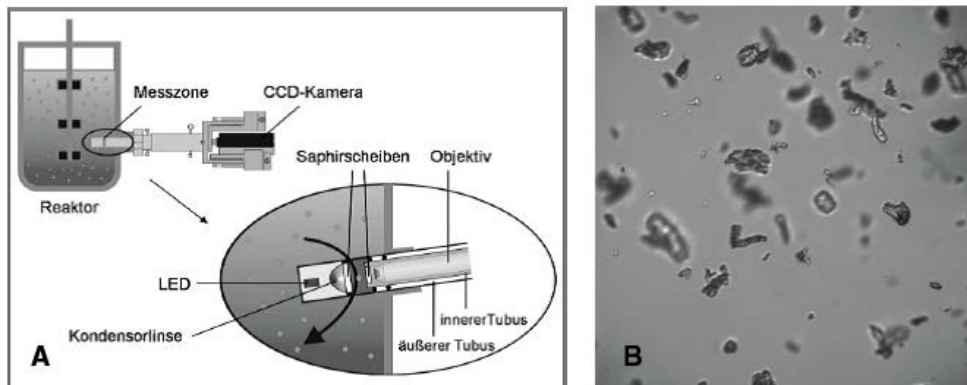 Messzone
CCD-Kamera
Saphirscheiben
Objektiv
Reaktor
LED
Kondensorlinse
innererTubus
äußerer Tubus
A
B